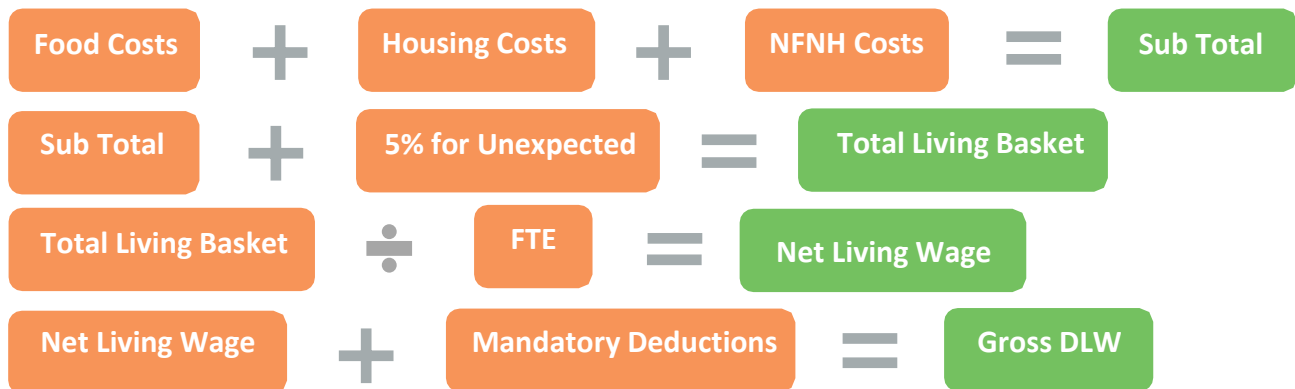 Food Costs + Housing Costs + NFNH Costs = Sub Total
Sub Total + 5% for Unexpected = Total Living Basket
Total Living Basket ÷ FTE = Net Living Wage
Net Living Wage + Mandatory Deductions = Gross DLW